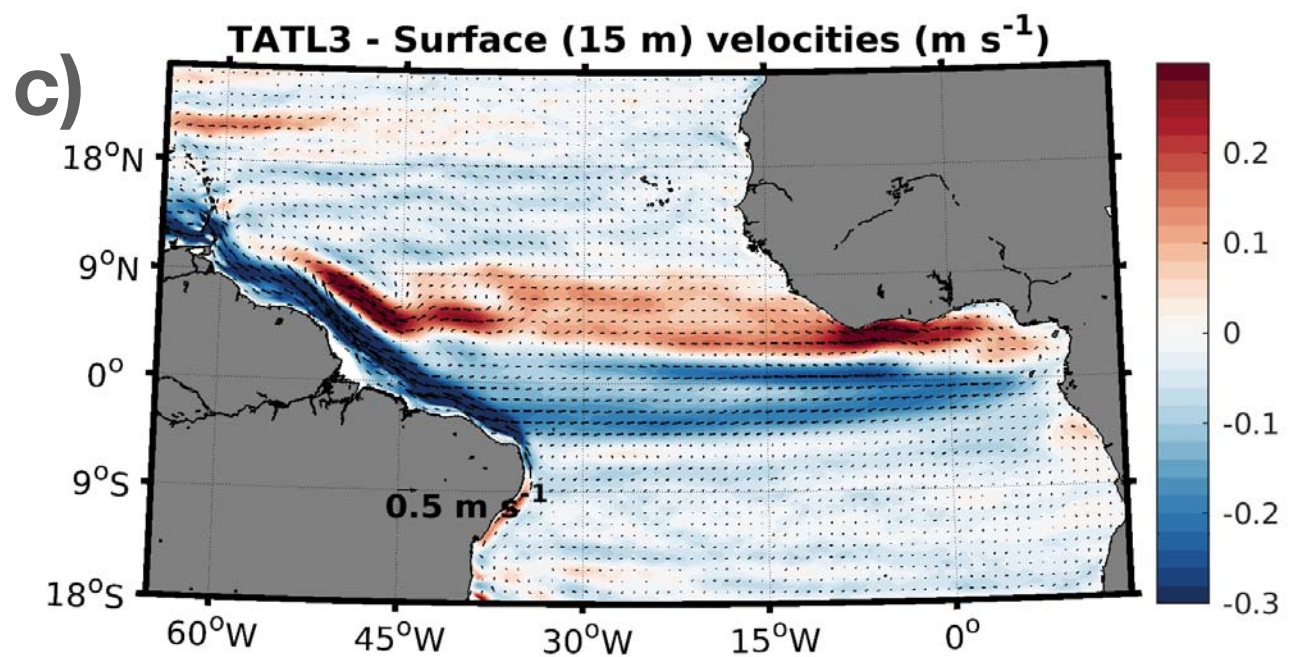 TATL3 - Surface (15 m) velocities (m s⁻¹)
c)
18°N
9°N
0°
9°S
18°S
0.5 m s⁻¹
60°W
45°W
30°W
15°W
0°
0.2
0.1
0
-0.1
-0.2
-0.3